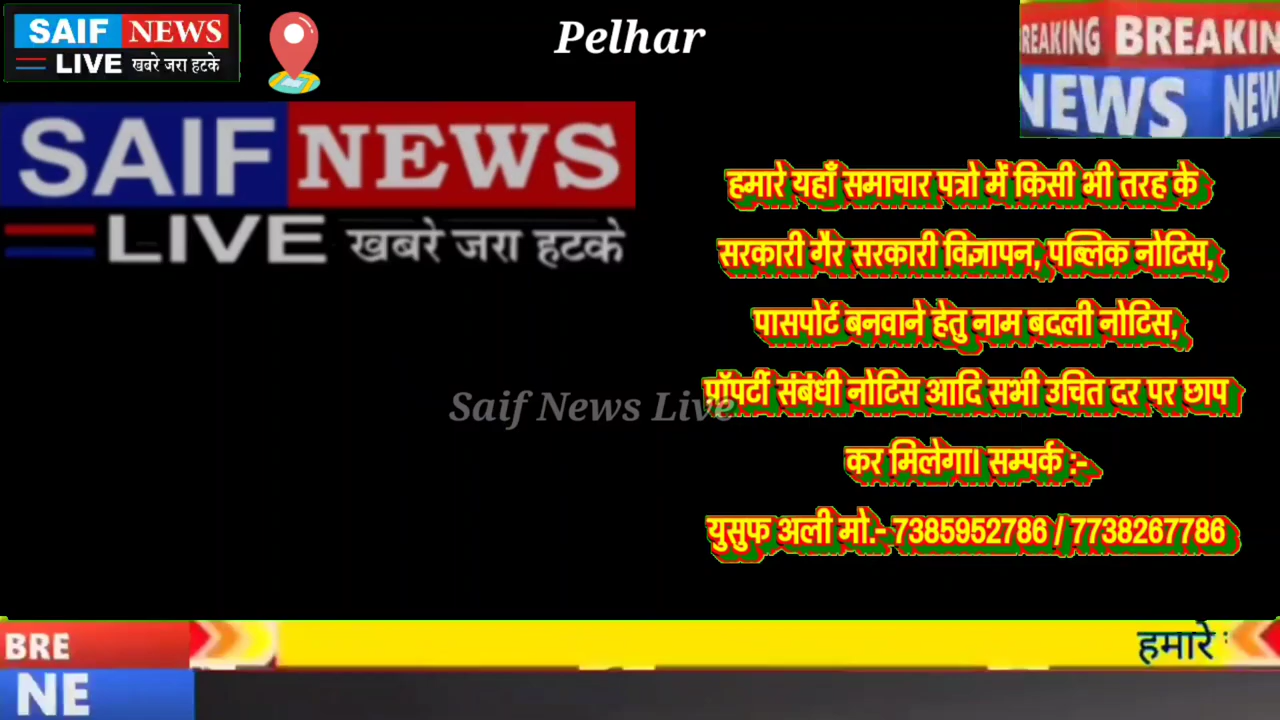 SAIF NEWS
LIVE खबरे जरा हटके
Pelhar
BREAKING BREAKIN
NEWS NEW
SAIF NEWS
LIVE खबरे जरा हटके
हमारे यहाँ समाचार पत्रो में किसी भी तरह के
सरकारी गैर सरकारी विज्ञापन, पब्लिक नोटिस,
पासपोर्ट बनवाने हेतु नाम बदली नोटिस,
प्रॉपर्टी संबंधी नोटिस आदि सभी उचित दर पर छाप
Saif News Live
कर मिलेगा। सम्पर्क :-
युसुफ अली मो.- 7385952786 / 7738267786
BRE
हमारे
NE